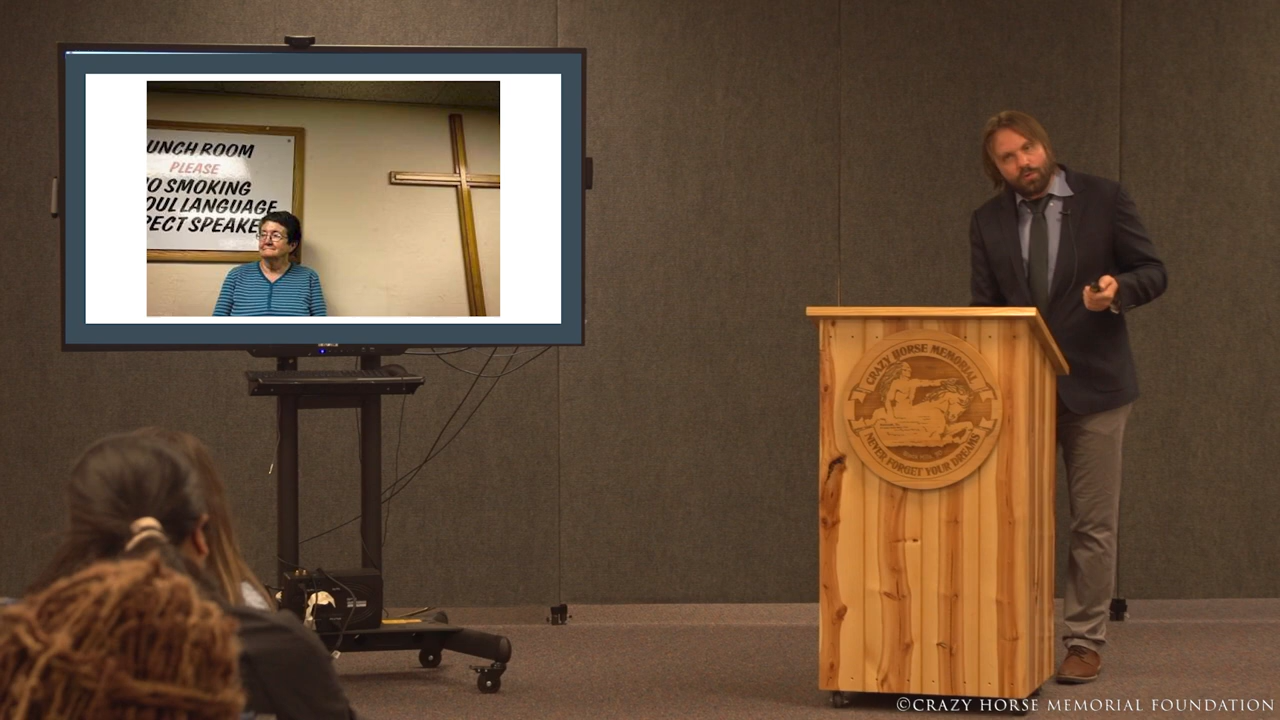 UNCH ROOM
PLEASE
O SMOKING
OUL LANGUAGE
PECT SPEAKE
CRAZY HORSE MEMORIAL
NEVER FORGET YOUR DREAMS
©CRAZY HORSE MEMORIAL FOUNDATION